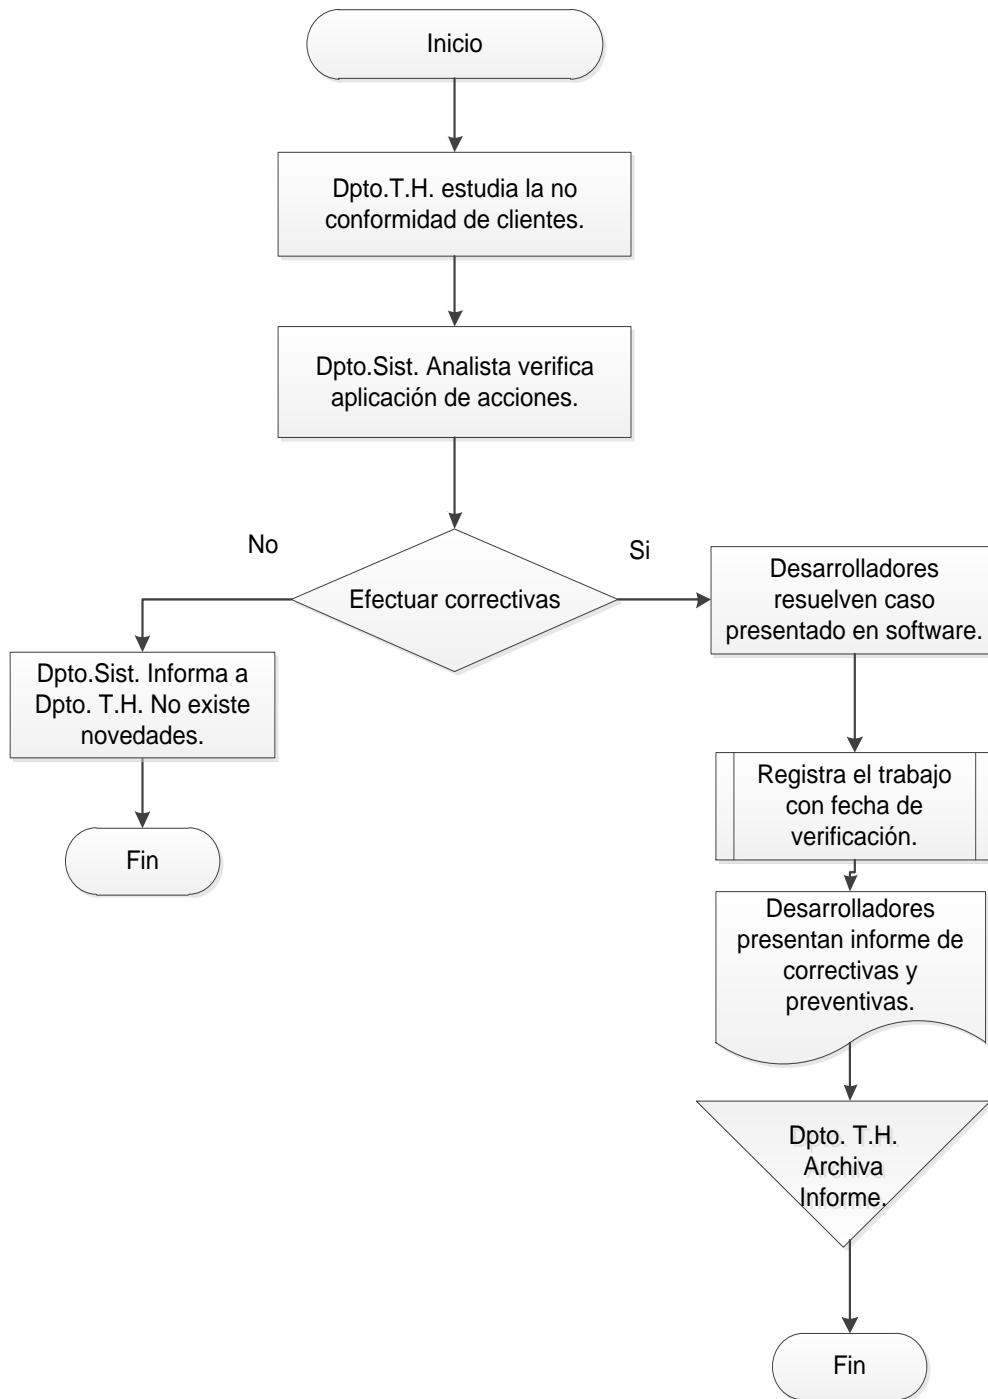 Inicio
Dpto.T.H. estudia la no
conformidad de clientes.
Dpto.Sist. Analista verifica
aplicación de acciones.
No
Si
Efectuar correctivas
Desarrolladores
resuelven caso
presentado en software.
Dpto.Sist. Informa a
Dpto. T.H. No existe
novedades.
Registra el trabajo
con fecha de
verificación.
Fin
Desarrolladores
presentan informe de
correctivas y
preventivas.
Dpto. T.H.
Archiva
Informe.
Fin